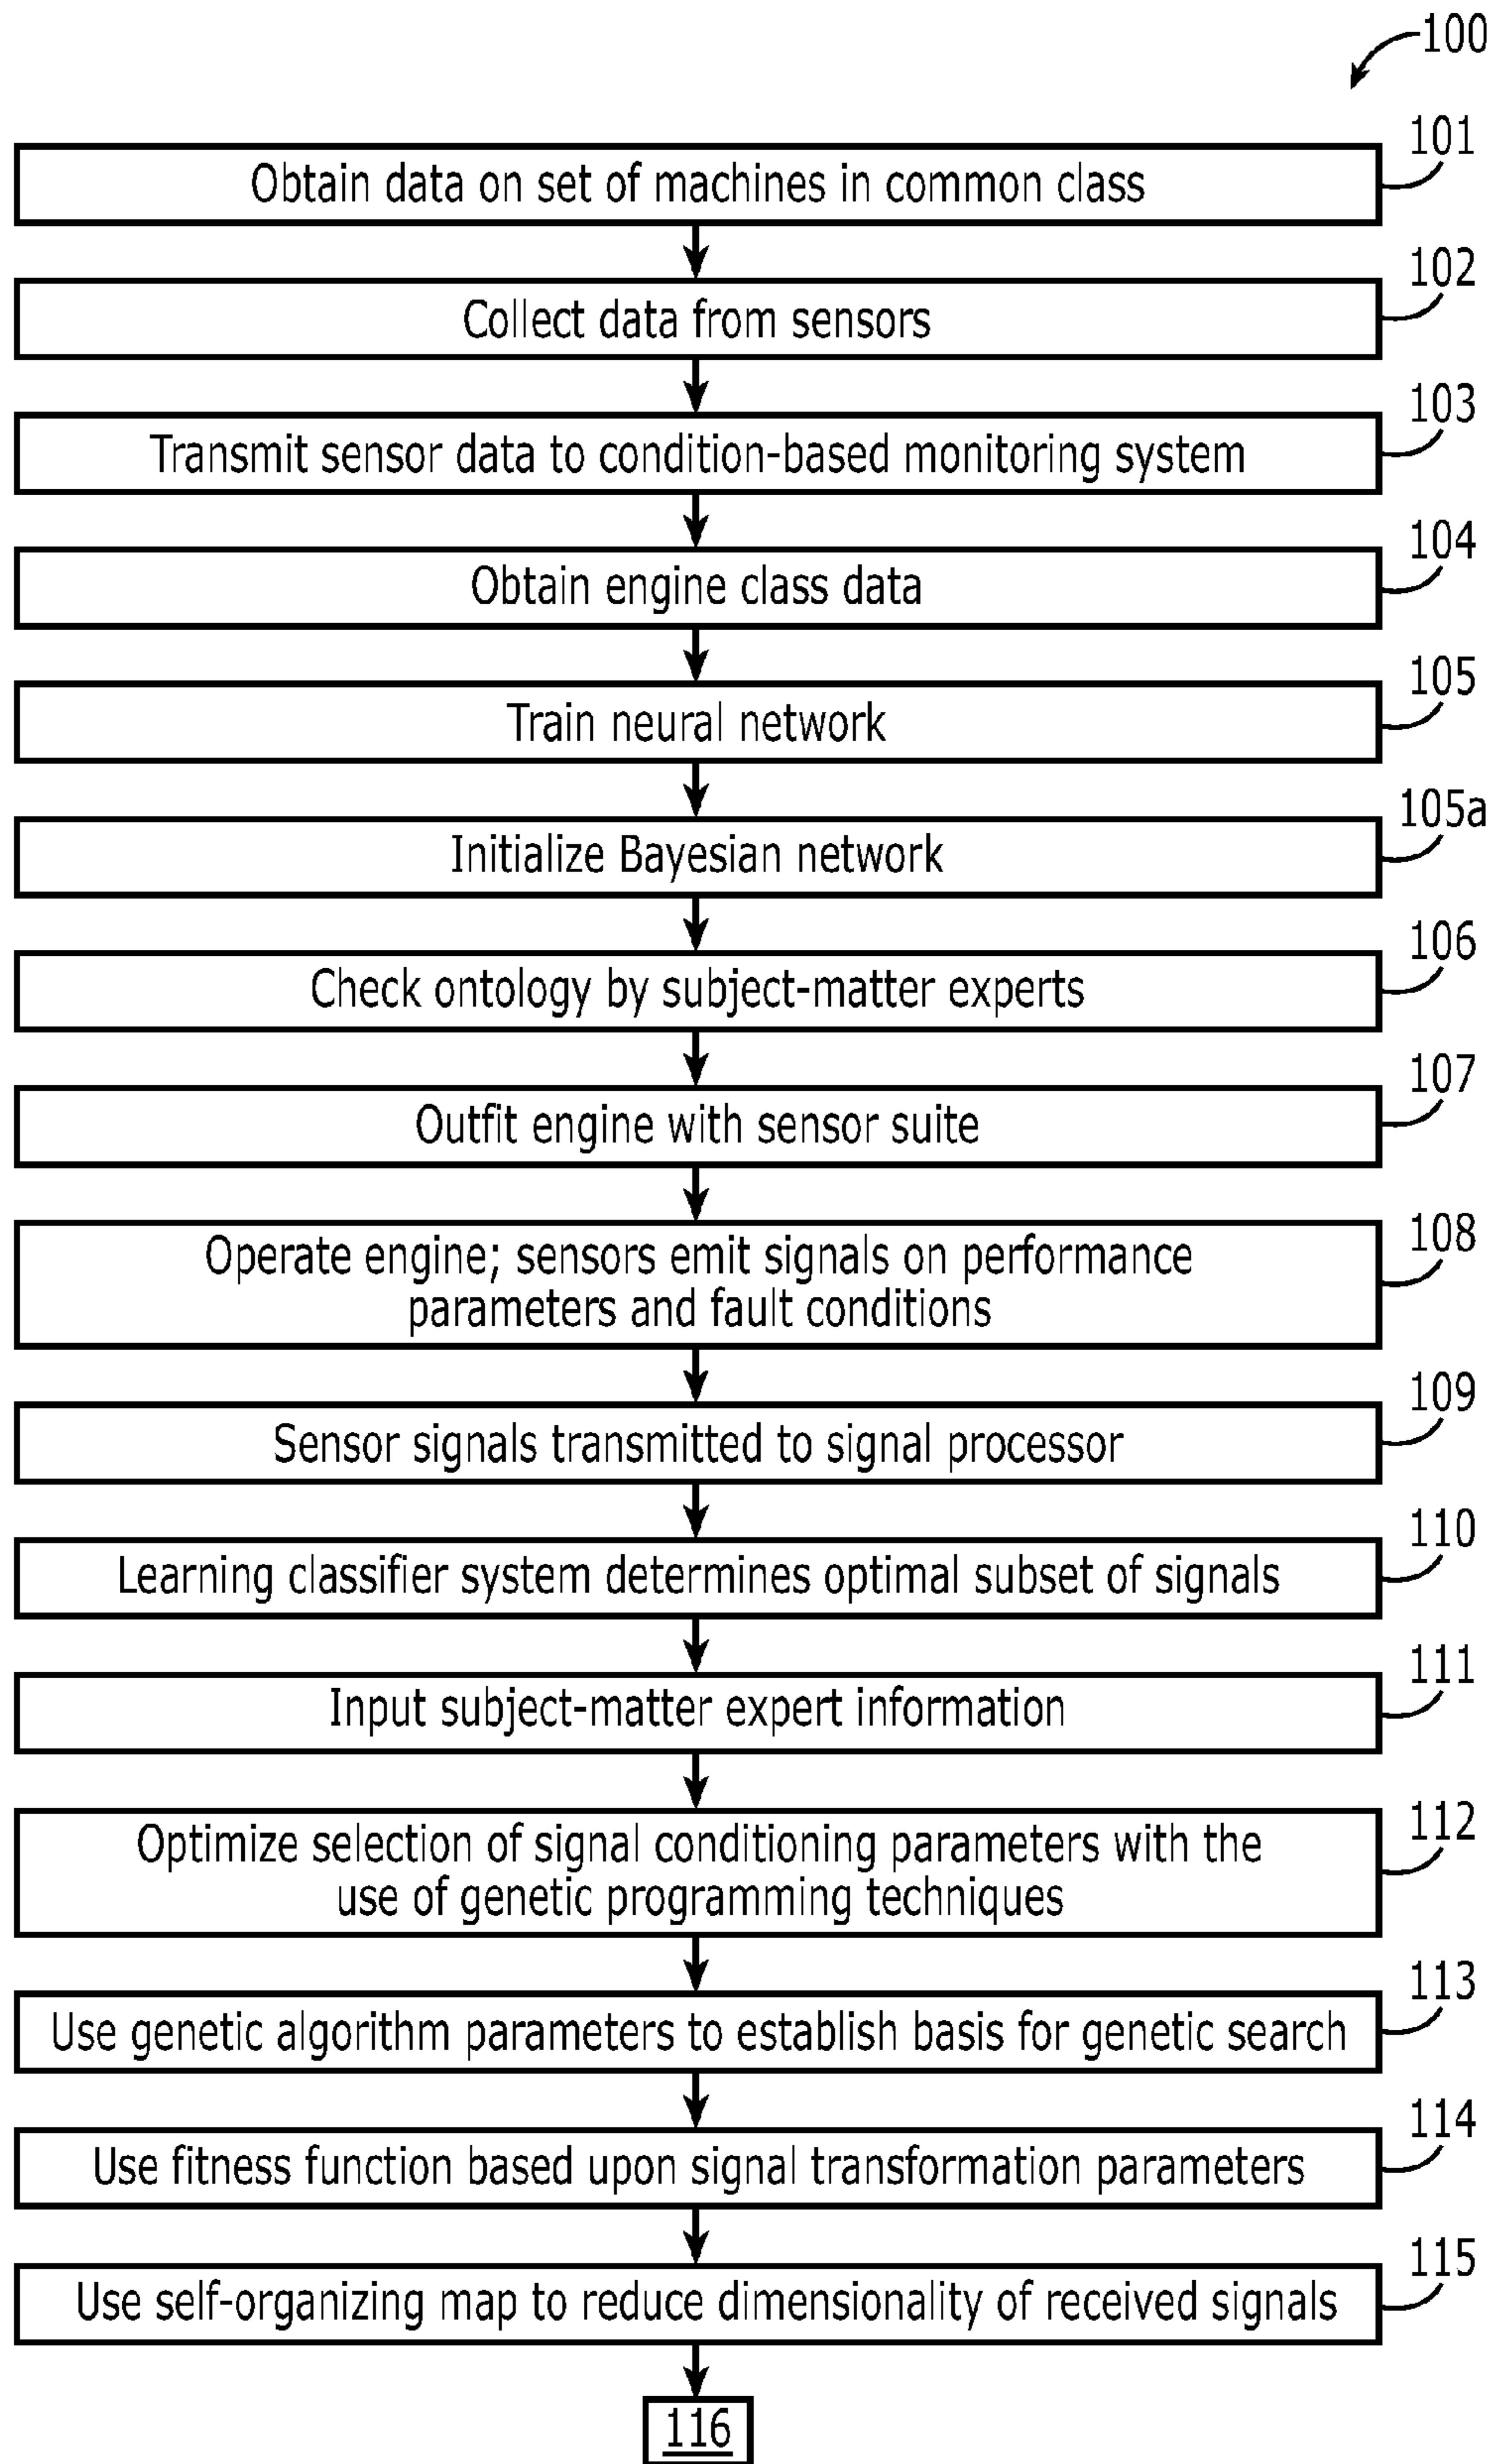 100
101
Obtain data on set of machines in common class
102
Collect data from sensors
103
Transmit sensor data to condition-based monitoring system
104
Obtain engine class data
105
Train neural network
105a
Initialize Bayesian network
106
Check ontology by subject-matter experts
107
Outfit engine with sensor suite
108
Operate engine; sensors emit signals on performance
parameters and fault conditions
109
Sensor signals transmitted to signal processor
110
Learning classifier system determines optimal subset of signals
111
Input subject-matter expert information
112
Optimize selection of signal conditioning parameters with the
use of genetic programming techniques
113
Use genetic algorithm parameters to establish basis for genetic search
114
Use fitness function based upon signal transformation parameters
115
Use self-organizing map to reduce dimensionality of received signals
116